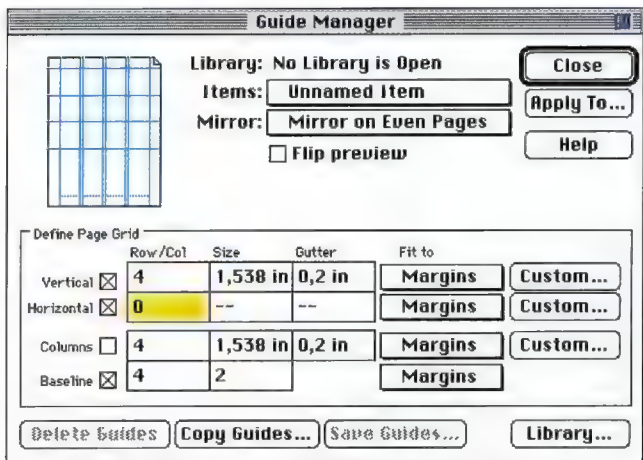 Guide Manager
Library: No Library is Open
Close
Items: Unnamed Item
Apply To...
Mirror: Mirror on Even Pages
Help
Flip preview
Define Page Grid
Row/Col Size Gutter Fit to
Vertical 4 1,538 in 0,2 in Margins Custom...
Horizontal 0 -- -- Margins Custom...
Columns 4 1,538 in 0,2 in Margins Custom...
Baseline 4 2 Margins
Delete Guides Copy Guides... Save Guides... Library...